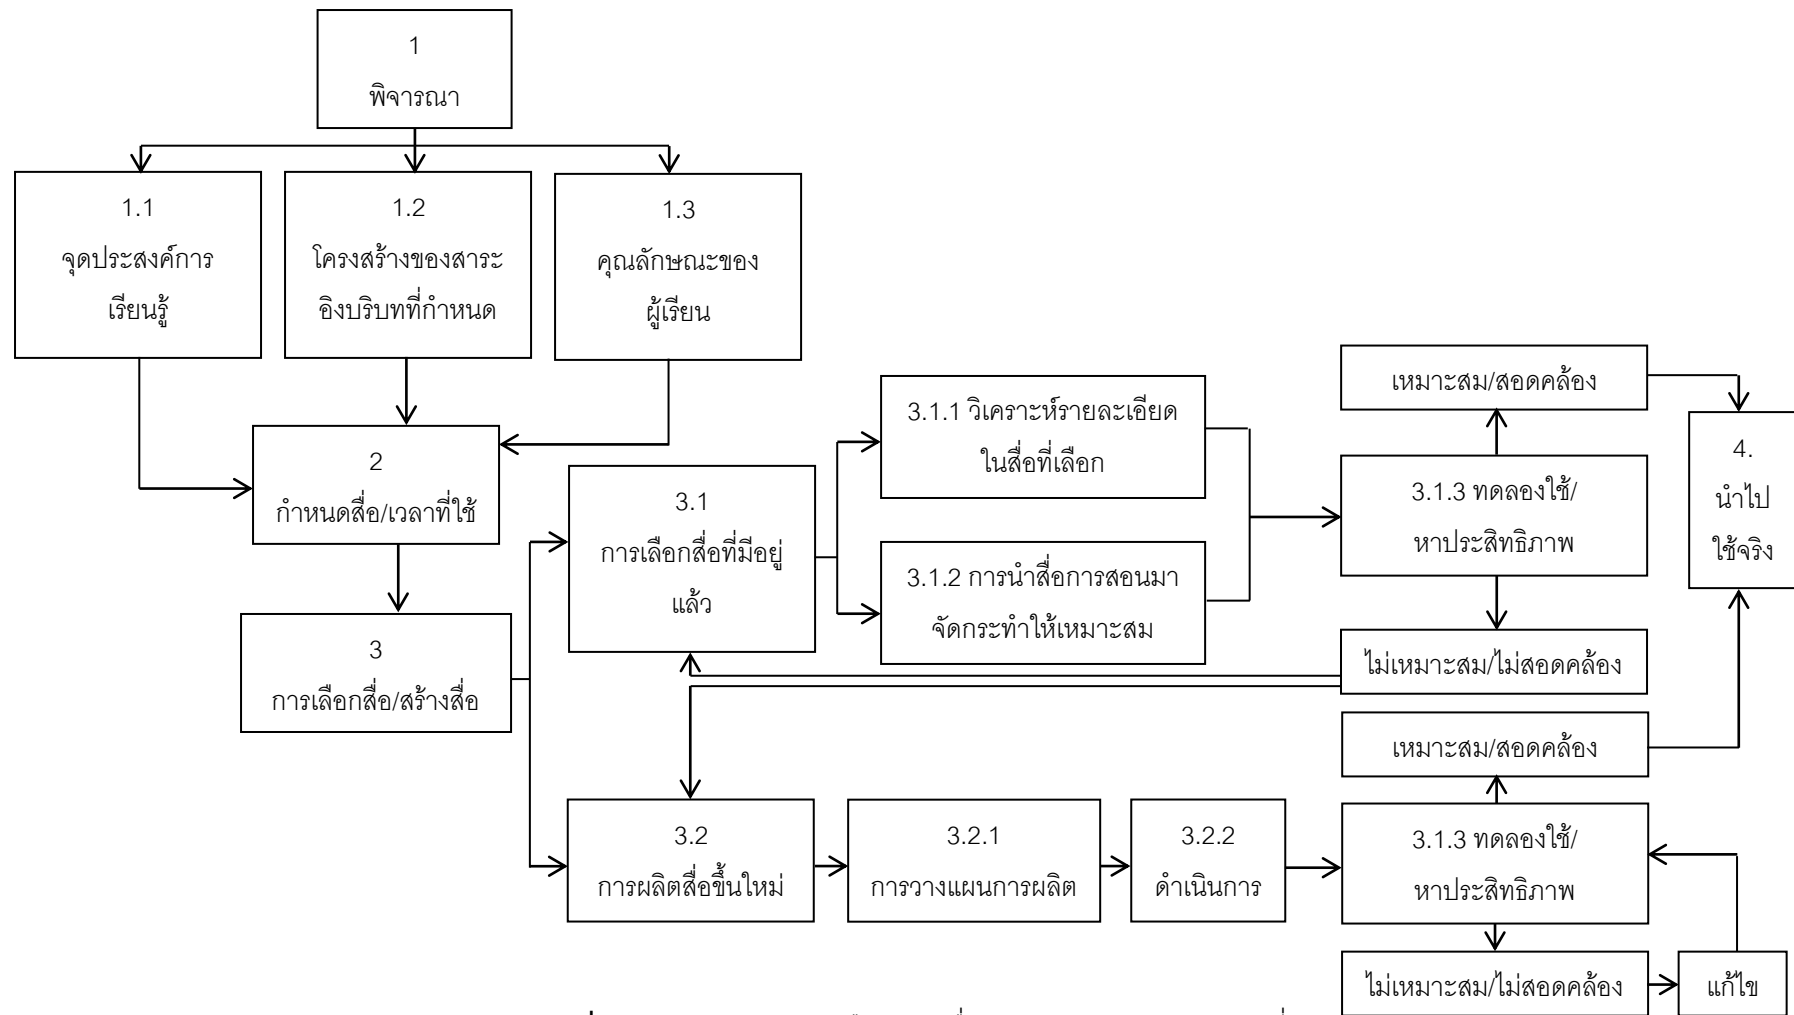 1
พิจารณา
1.1
จุดประสงค์การ
เรียนรู้
1.2
โครงสร้างของสาระ
อิงบริบทที่กำหนด
1.3
คุณลักษณะของ
ผู้เรียน
2
กำหนดสื่อ/เวลาที่ใช้
3
การเลือกสื่อ/สร้างสื่อ
3.1
การเลือกสื่อที่มีอยู่
แล้ว
3.1.1 วิเคราะห์รายละเอียด
ในสื่อที่เลือก
3.1.2 การนำสื่อการสอนมา
จัดกระทำให้เหมาะสม
เหมาะสม/สอดคล้อง
3.1.3 ทดลองใช้/
หาประสิทธิภาพ
ไม่เหมาะสม/ไม่สอดคล้อง
4.
นำไป
ใช้จริง
3.2
การผลิตสื่อขึ้นใหม่
3.2.1
การวางแผนการผลิต
3.2.2
ดำเนินการ
เหมาะสม/สอดคล้อง
3.1.3 ทดลองใช้/
หาประสิทธิภาพ
ไม่เหมาะสม/ไม่สอดคล้อง
แก้ไข